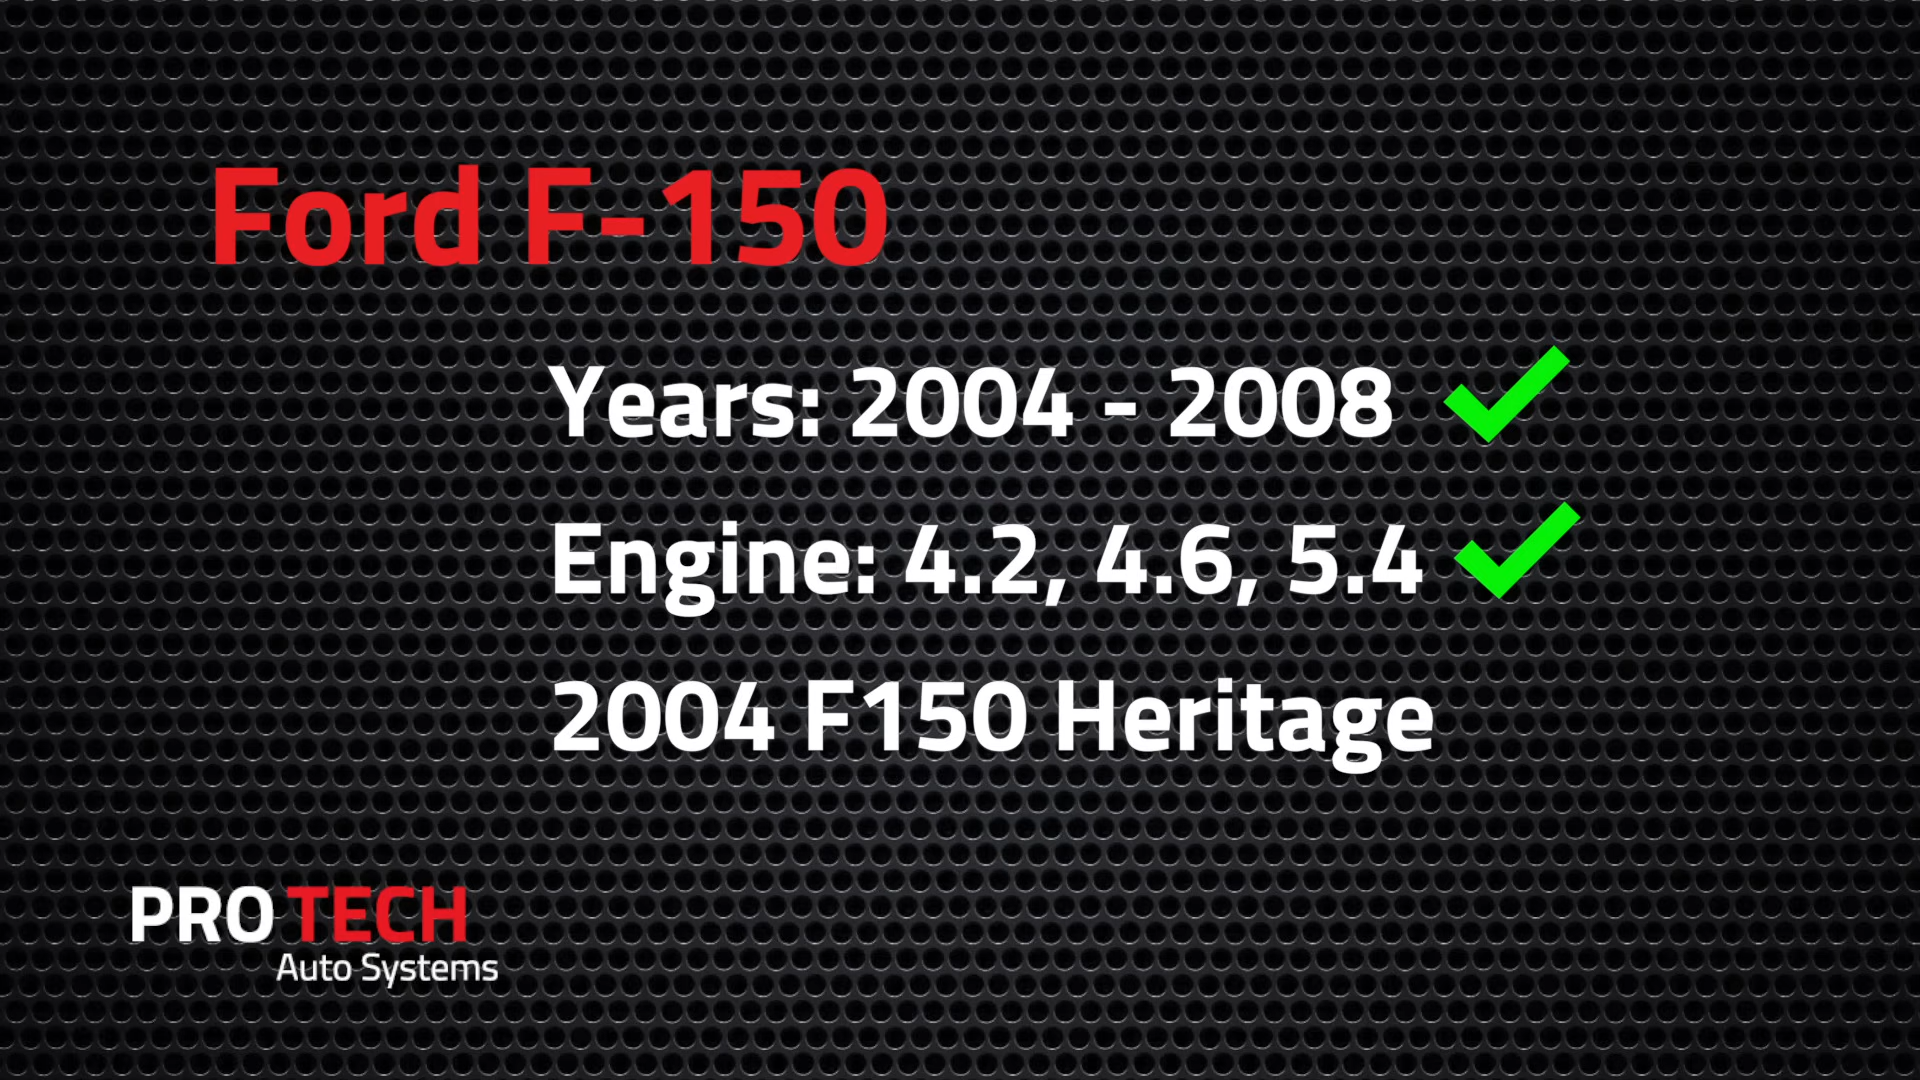 Ford F-150
Years: 2004 - 2008
Engine: 4.2, 4.6, 5.4
2004 F150 Heritage
PRO TECH
Auto Systems